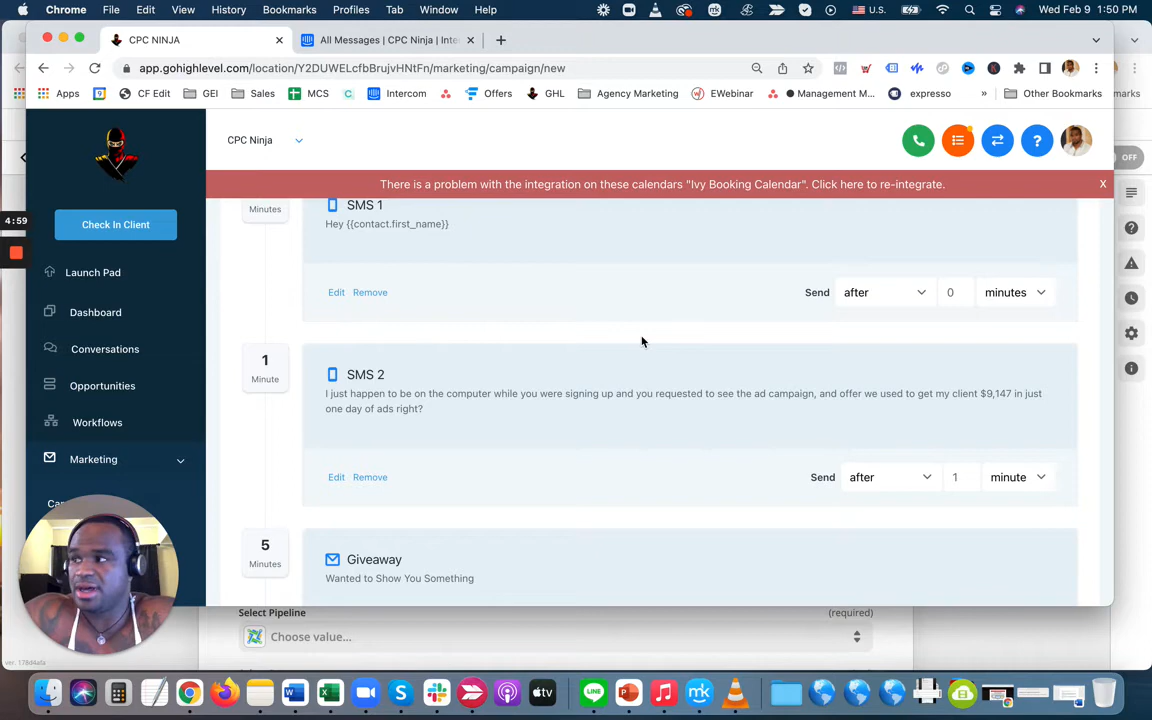 Chrome File Edit View History Bookmarks Profiles Tab Window Help
U.S.
Wed Feb 9 1:50 PM
CPC NINJA
All Messages | CPC Ninja | Inte
app.gohighlevel.com/location/Y2DUWELcfbBrujvHNtFn/marketing/campaign/new
Apps CF Edit GEI Sales MCS Intercom Offers GHL Agency Marketing EWebinar Management M... expresso » Other Bookmarks
marks
CPC Ninja
OFF
There is a problem with the integration on these calendars "Ivy Booking Calendar". Click here to re-integrate.
X
4:59
Check In Client
Launch Pad
Dashboard
Conversations
Opportunities
Workflows
Marketing
Minutes
SMS 1
Hey {{contact.first_name}}
Edit Remove
Send after 0 minutes
1
Minute
SMS 2
I just happen to be on the computer while you were signing up and you requested to see the ad campaign, and offer we used to get my client $9,147 in just
one day of ads right?
Edit Remove
Send after 1 minute
5
Minutes
Giveaway
Wanted to Show You Something
Select Pipeline
(required)
Choose value...